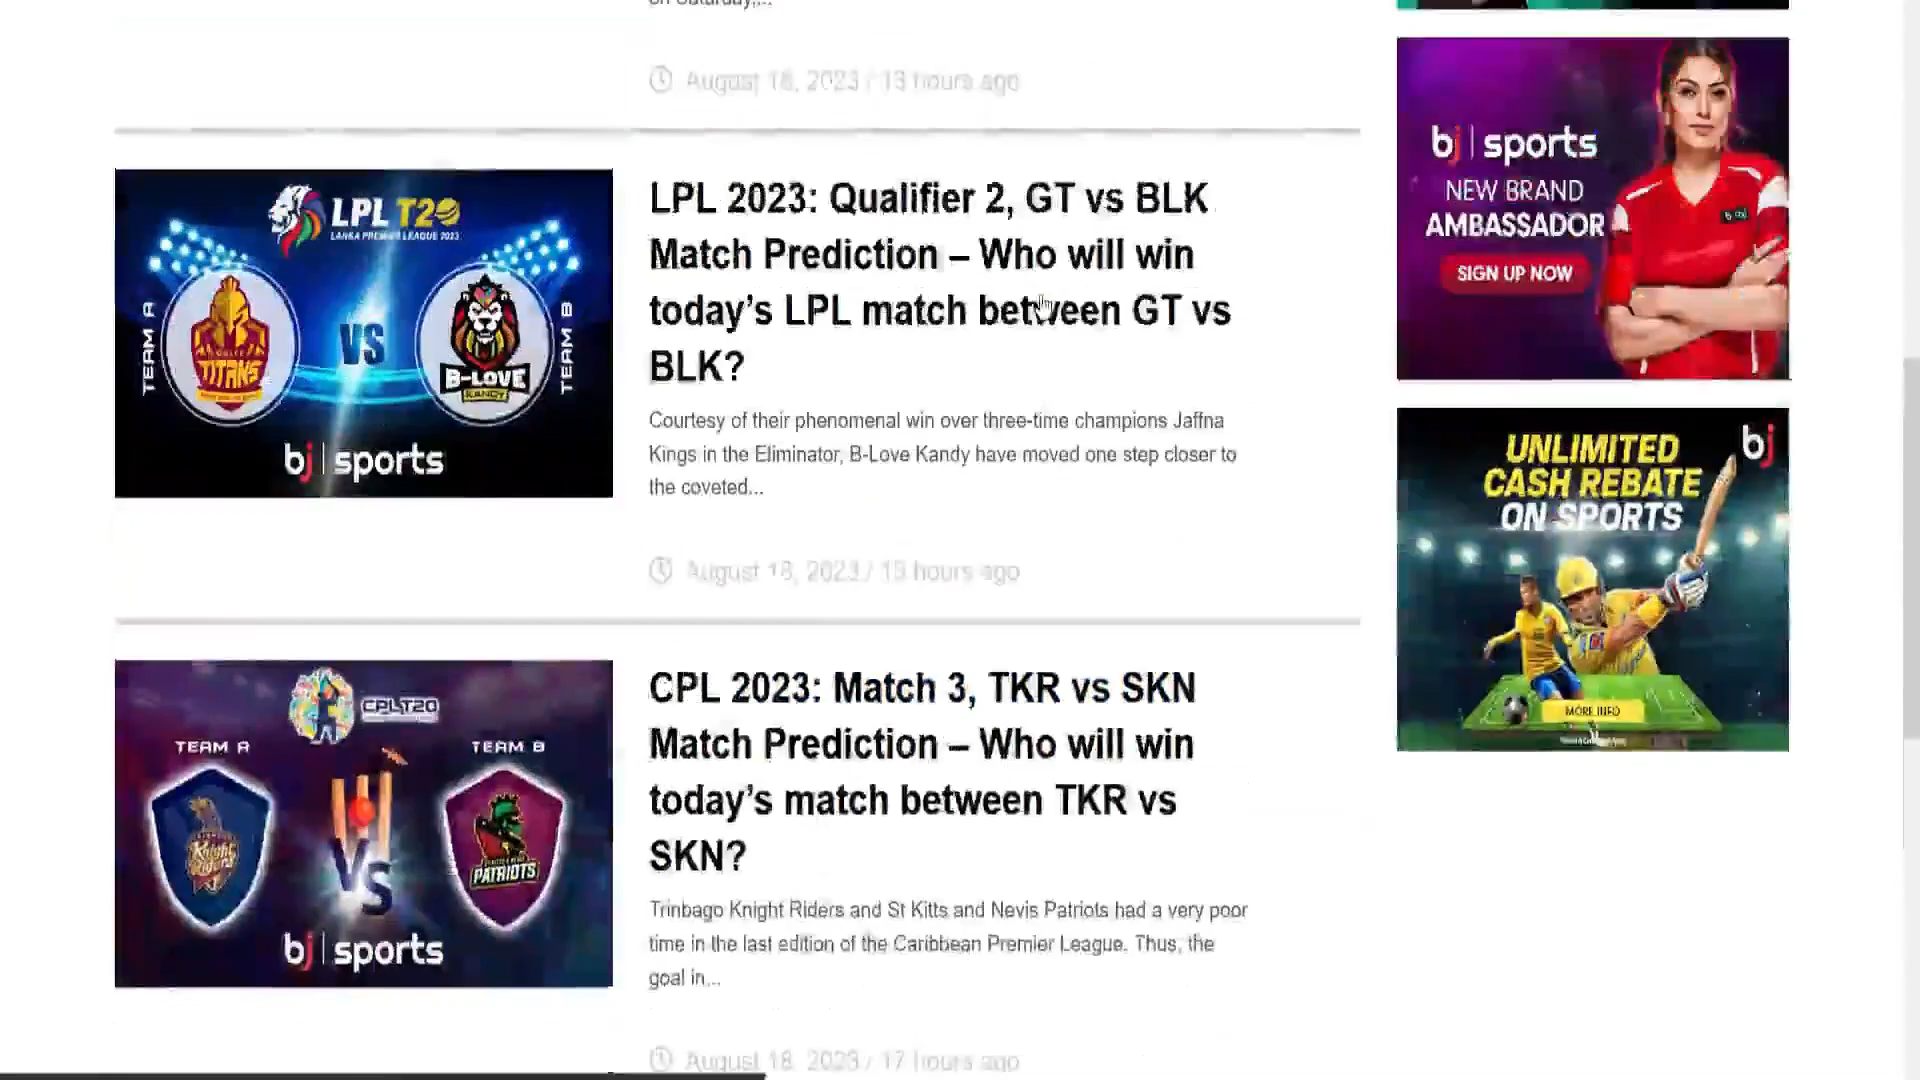 August 18, 2023 / 13 hours ago
LPL T20
LANKA PREMIER LEAGUE 2023
TEAM A
TITANS
VS
B-LOVE
KANDY
TEAM B
bj | sports
LPL 2023: Qualifier 2, GT vs BLK
Match Prediction – Who will win
today’s LPL match between GT vs
BLK?
Courtesy of their phenomenal win over three-time champions Jaffna
Kings in the Eliminator, B-Love Kandy have moved one step closer to
the coveted...
August 18, 2023 / 13 hours ago
CPLT20
TEAM A
TEAM B
Knight
Riders
VS
PATRIOTS
bj | sports
CPL 2023: Match 3, TKR vs SKN
Match Prediction – Who will win
today’s match between TKR vs
SKN?
Trinbago Knight Riders and St Kitts and Nevis Patriots had a very poor
time in the last edition of the Caribbean Premier League. Thus, the
goal in...
August 18, 2023 / 17 hours ago
bj | sports
NEW BRAND
AMBASSADOR
SIGN UP NOW
bj
UNLIMITED
CASH REBATE
ON SPORTS
MORE INFO